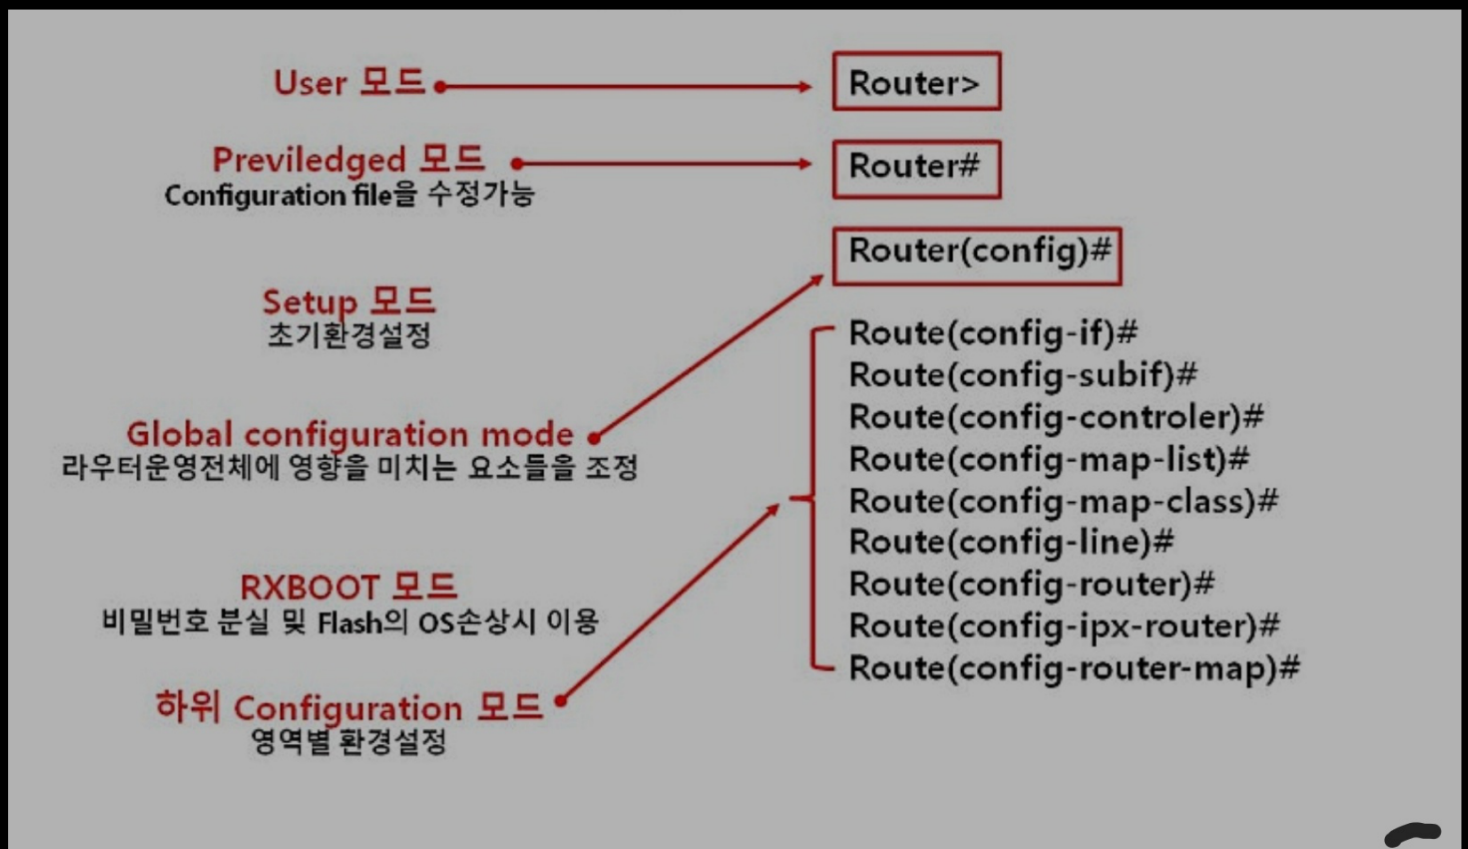 User 모드
Router>
Previledged 모드
Configuration file을 수정가능
Router#
Router(config)#
Setup 모드
초기환경설정
Global configuration mode
라우터운영전체에 영향을 미치는 요소들을 조정
RXBOOT 모드
비밀번호 분실 및 Flash의 OS손상시 이용
하위 Configuration 모드
영역별 환경설정
Route(config-if)#
Route(config-subif)#
Route(config-controler)#
Route(config-map-list)#
Route(config-map-class)#
Route(config-line)#
Route(config-router)#
Route(config-ipx-router)#
Route(config-router-map)#